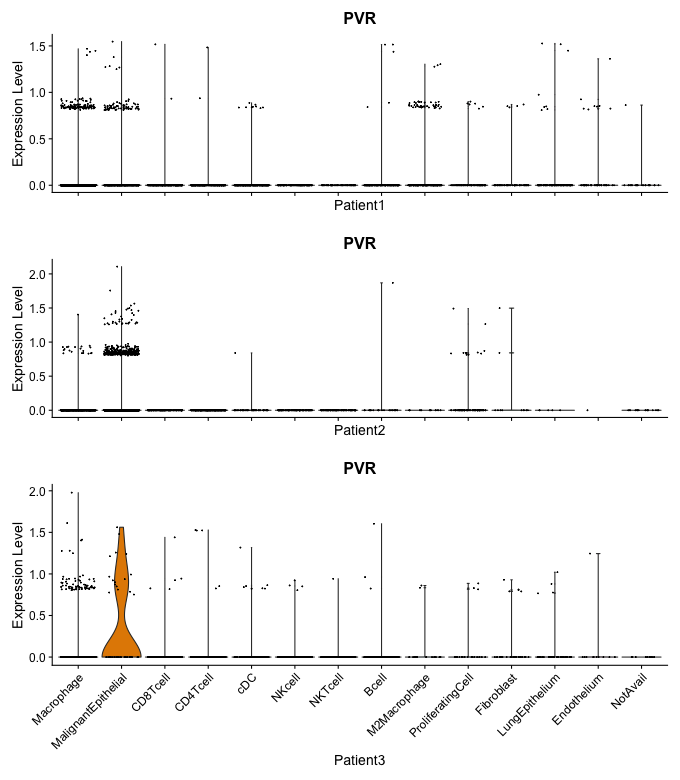 PVR
Expression Level
1.5
1.0
0.5
0.0
Patient1
PVR
Expression Level
2.0
1.5
1.0
0.5
0.0
Patient2
PVR
Expression Level
2.0
1.5
1.0
0.5
0.0
Macrophage
MalignantEpithelial
CD8Tcell
CD4Tcell
cDC
NKcell
NKTcell
Bcell
M2Macrophage
ProliferatingCell
Fibroblast
LungEpithelium
Endothelium
NotAvail
Patient3